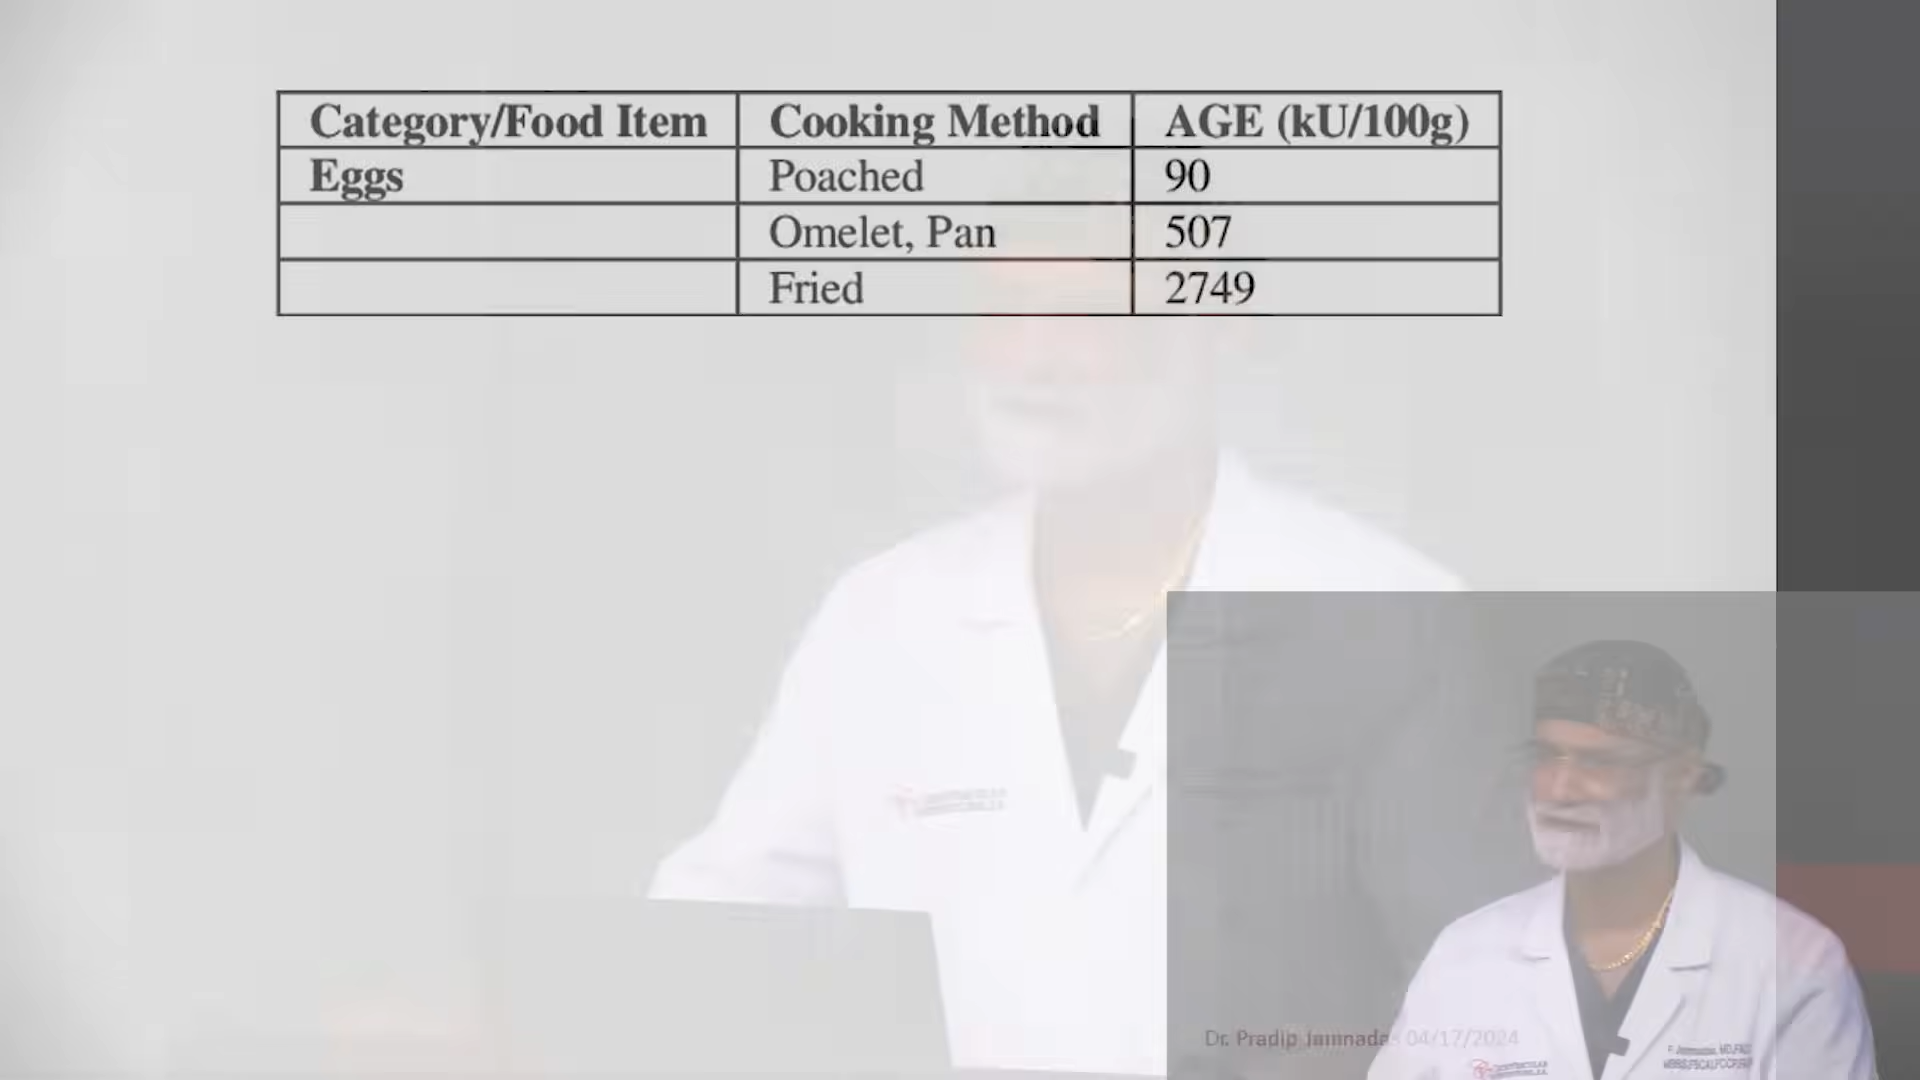 Category/Food Item Cooking Method AGE (kU/100g)
Eggs Poached 90
Omelet, Pan 507
Fried 2749
Dr. Pradip Jamnadas 04/17/2024